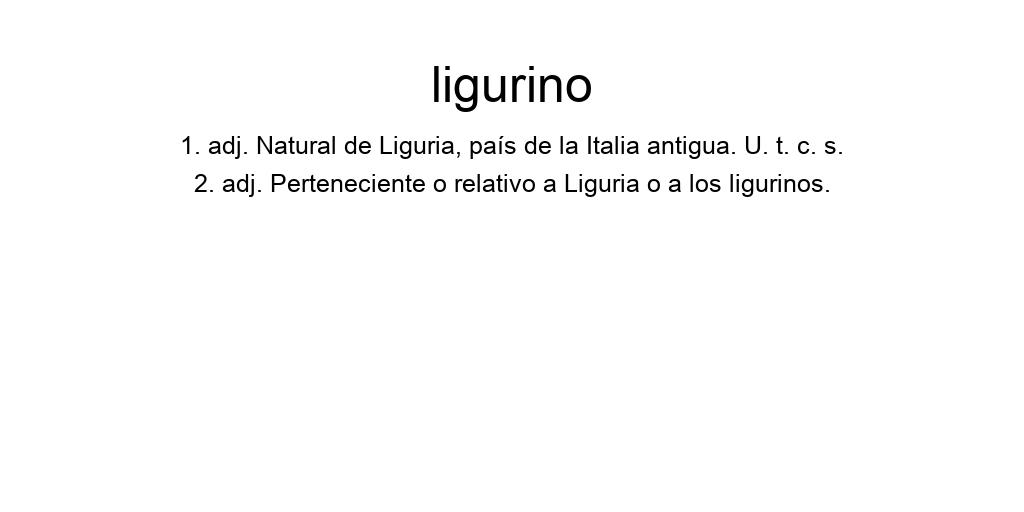 ligurino
1. adj. Natural de Liguria, país de la Italia antigua. U. t. c. s.
2. adj. Perteneciente o relativo a Liguria o a los ligurinos.